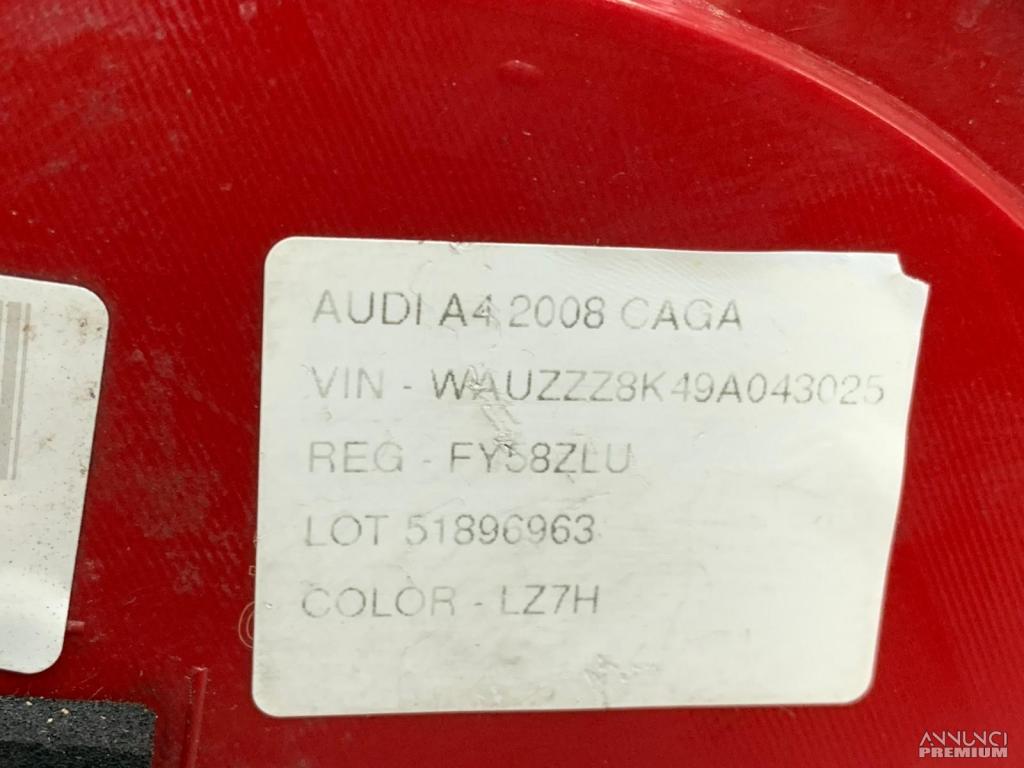 AUDI A4 2008 CAGA
VIN - WAUZZZ8K49A043025
REG - FY58ZLU
LOT 51896963
COLOR - LZ7H
ANNUNCI
PREMIUM